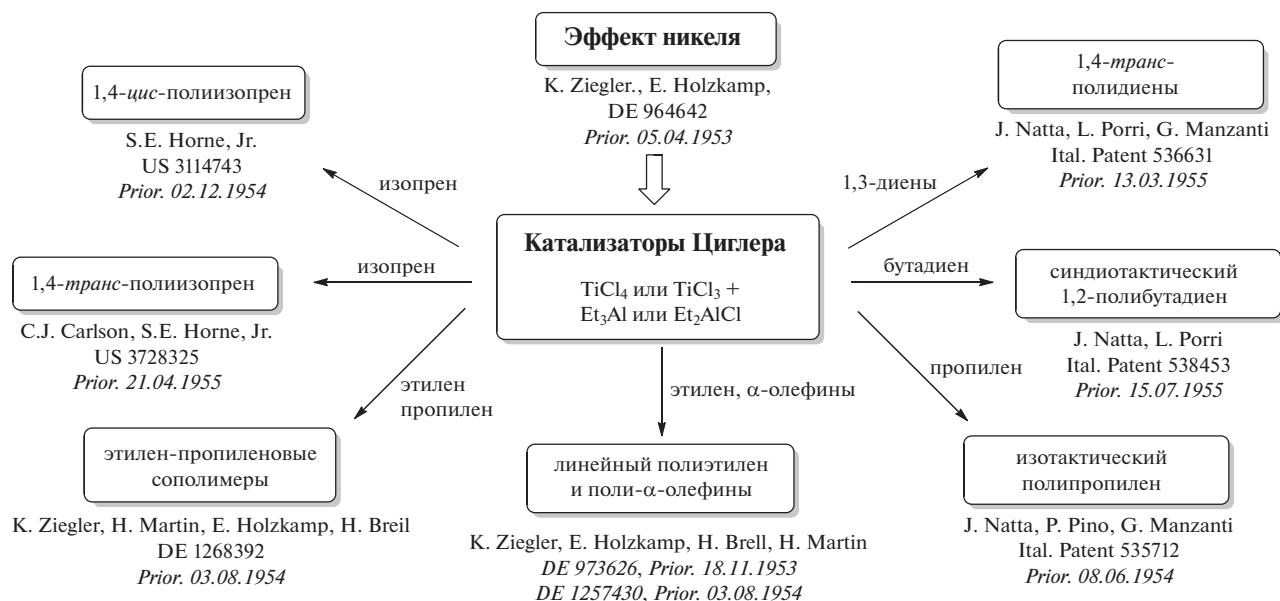 Эффект никеля
K. Ziegler., E. Holzkamp,
DE 964642
Prior. 05.04.1953
1,4-цис-полиизопрен
S.E. Horne, Jr.
US 3114743
Prior. 02.12.1954
изопрен
1,4-транс-
полидиены
J. Natta, L. Porri, G. Manzanti
Ital. Patent 536631
Prior. 13.03.1955
1,3-диены
Катализаторы Циглера
TiCl₄ или TiCl₃ +
Et₃Al или Et₂AlCl
1,4-транс-полиизопрен
C.J. Carlson, S.E. Horne, Jr.
US 3728325
Prior. 21.04.1955
изопрен
бутадиен
синдиотактический
1,2-полибутадиен
J. Natta, L. Porri
Ital. Patent 538453
Prior. 15.07.1955
этилен
пропилен
этилен, α-олефины
пропилен
этилен-пропиленовые
сополимеры
K. Ziegler, H. Martin, E. Holzkamp, H. Breil
DE 1268392
Prior. 03.08.1954
линейный полиэтилен
и поли-α-олефины
K. Ziegler, E. Holzkamp, H. Brell, H. Martin
DE 973626, Prior. 18.11.1953
DE 1257430, Prior. 03.08.1954
изотактический
полипропилен
J. Natta, P. Pino, G. Manzanti
Ital. Patent 535712
Prior. 08.06.1954